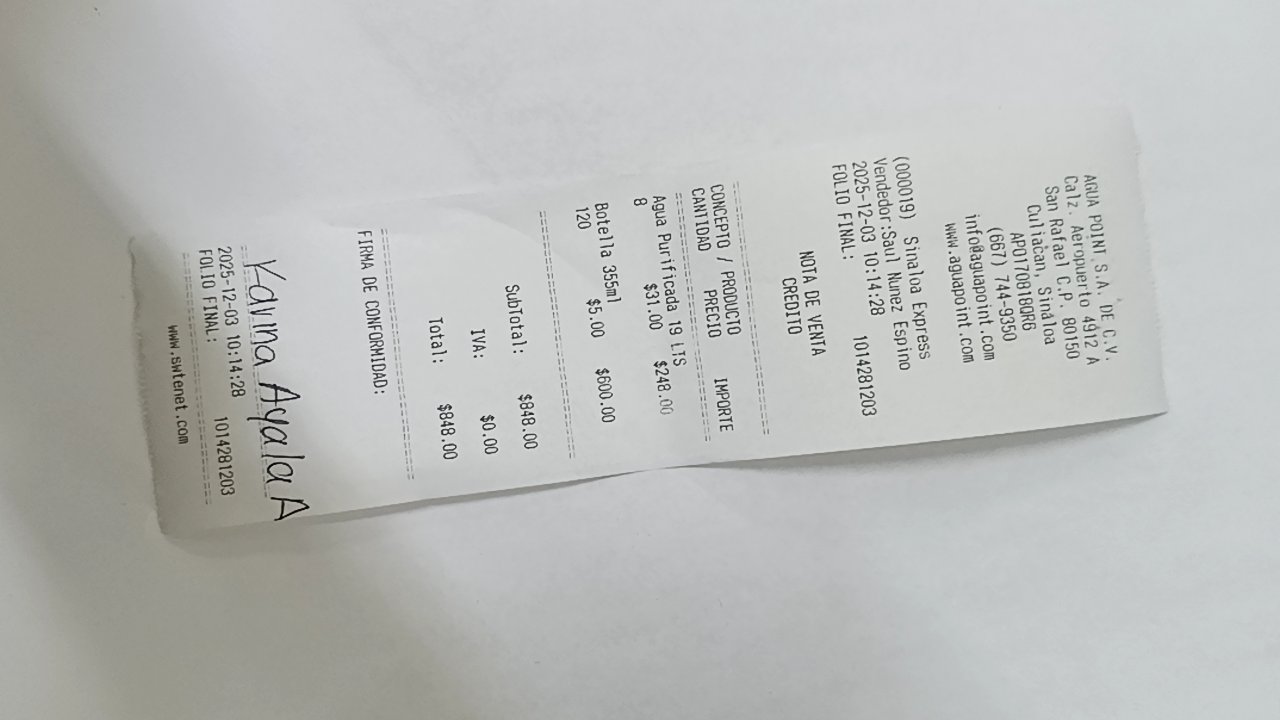 AGUA POINT S.A. DE C.V.
Calz. Aeropuerto 4912 A
San Rafael C.P. 80150
Culiacan, Sinaloa
APO170818QR6
(667) 744-9350
info@aguapoint.com
www.aguapoint.com
(000019) Sinaloa Express
Vendedor:Saul Nunez Espino
2025-12-03 10:14:28
FOLIO FINAL: 1014281203
NOTA DE VENTA
CREDITO
CONCEPTO / PRODUCTO
CANTIDAD PRECIO IMPORTE
Agua Purificada 19 LTS
8 $31.00 $248.00
Botella 355ml
120 $5.00 $600.00
SubTotal: $848.00
IVA: $0.00
Total: $848.00
FIRMA DE CONFORMIDAD:
Karina Ayala A
2025-12-03 10:14:28
FOLIO FINAL: 1014281203
www.swtenet.com